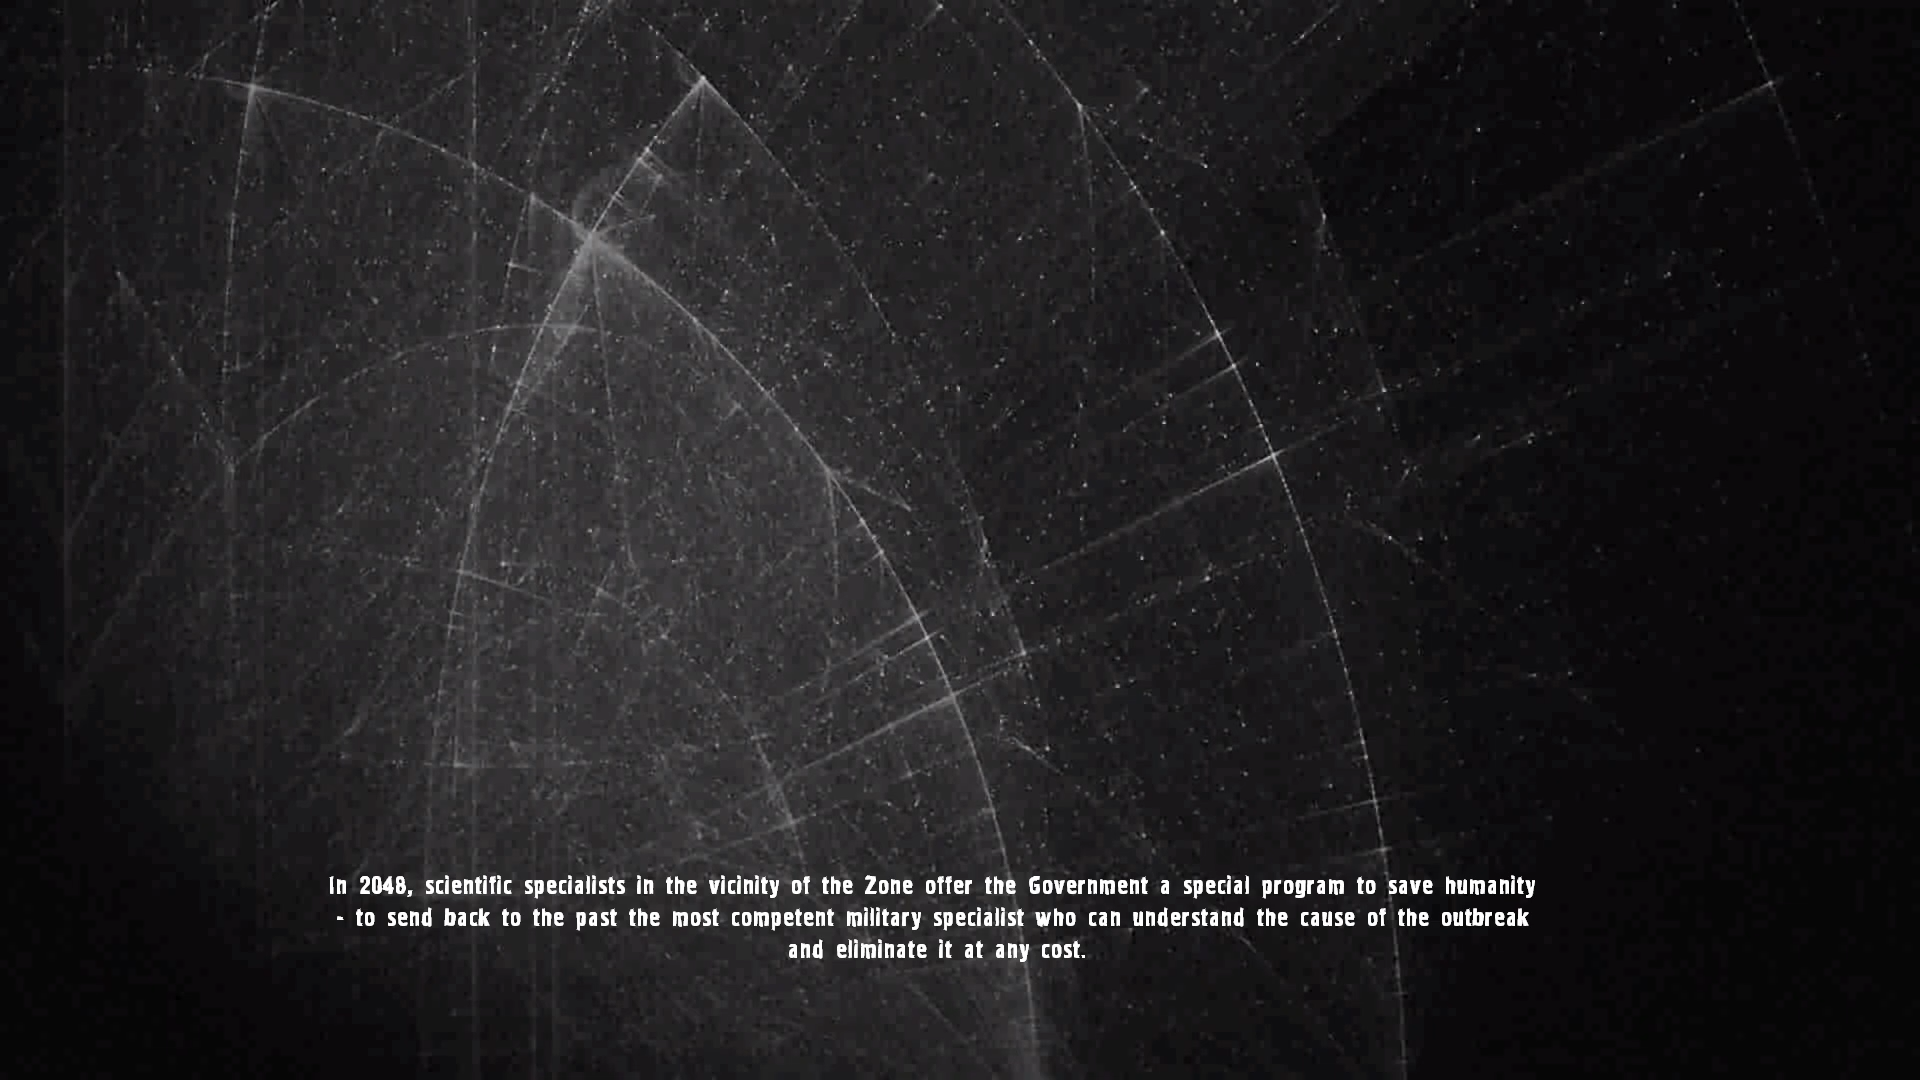 In 2048, scientific specialists in the vicinity of the Zone offer the Government a special program to save humanity
- to send back to the past the most competent military specialist who can understand the cause of the outbreak
and eliminate it at any cost.